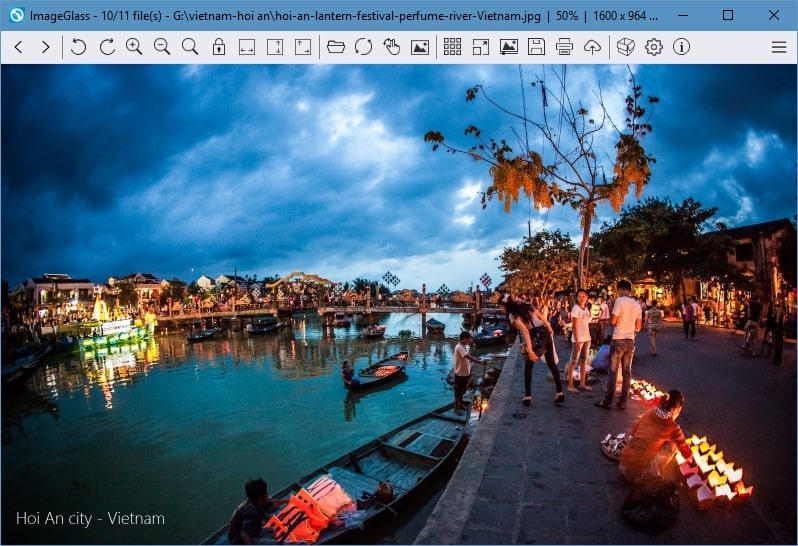 ImageGlass - 10/11 file(s) - G:\vietnam-hoi an\hoi-an-lantern-festival-perfume-river-Vietnam.jpg | 50% | 1600 x 964 ...
Hoi An city - Vietnam